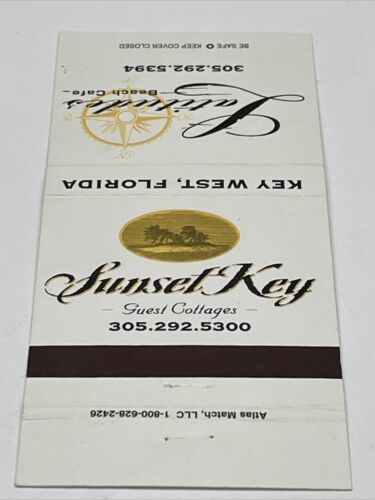 BE SAFE KEEP COVER CLOSED
305.292.5394
Beach Cafe
Latitudes
KEY WEST, FLORIDA
Sunset Key
Guest Cottages
305.292.5300
Atlas Match, LLC 1-800-628-2426